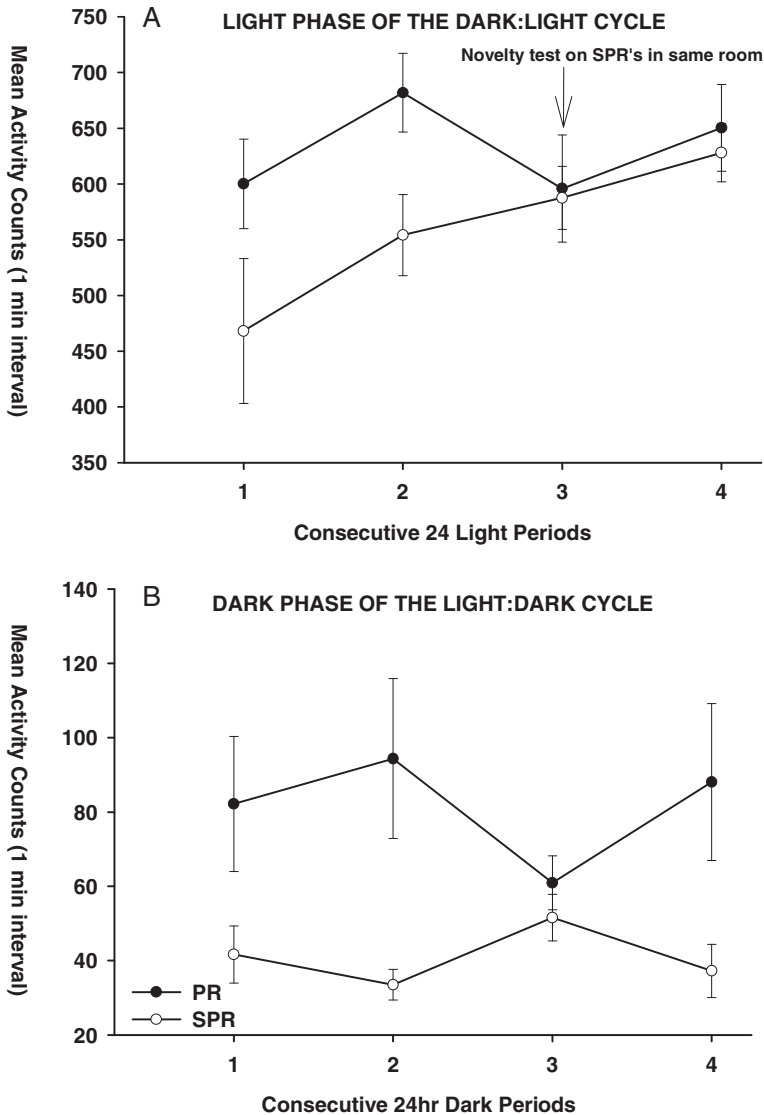 A
LIGHT PHASE OF THE DARK:LIGHT CYCLE
Novelty test on SPR's in same room
Mean Activity Counts (1 min interval)
750
700
650
600
550
500
450
400
350
1 2 3 4
Consecutive 24 Light Periods
B
DARK PHASE OF THE LIGHT:DARK CYCLE
Mean Activity Counts (1 min interval)
140
120
100
80
60
40
20
PR
SPR
1 2 3 4
Consecutive 24hr Dark Periods